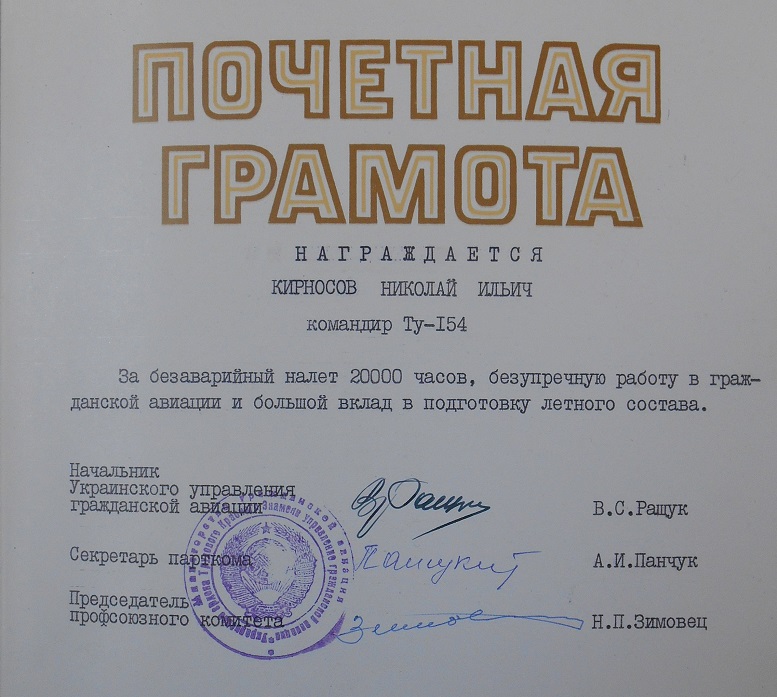 ПОЧЕТНАЯ
ГРАМОТА
НАГРАЖДАЕТСЯ
КИРНОСОВ НИКОЛАЙ ИЛЬИЧ
командир Ту-I54
За безаварийный налет 20000 часов, безупречную работу в граж-
данской авиации и большой вклад в подготовку летного состава.
Начальник
Украинского управления
гражданской авиации
В.С.Ращук
Секретарь парткома
А.И.Панчук
Председатель
профсоюзного комитета
Н.П.Зимовец